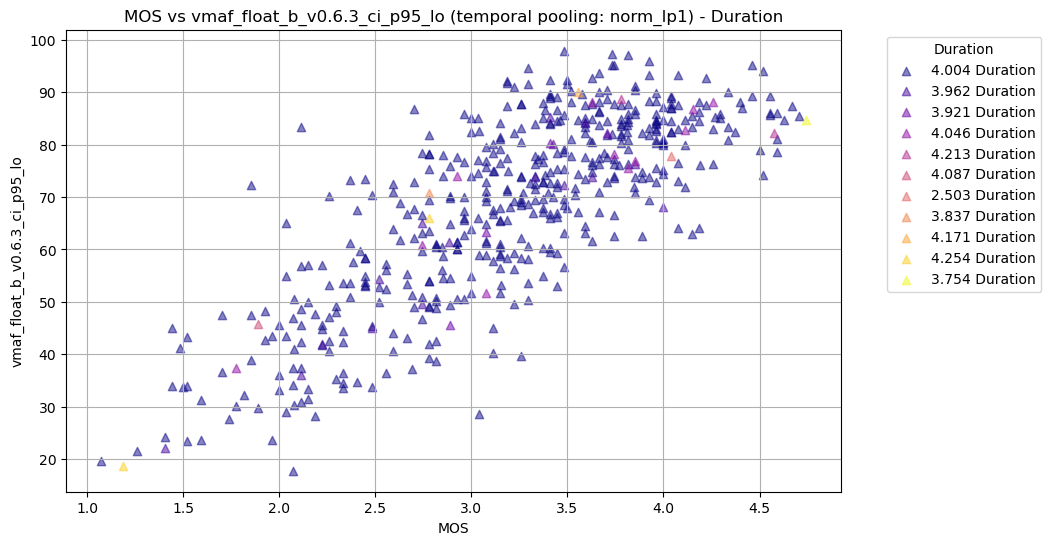 MOS vs vmaf_float_b_v0.6.3_ci_p95_lo (temporal pooling: norm_lp1) - Duration
vmaf_float_b_v0.6.3_ci_p95_lo
100
90
80
70
60
50
40
30
20
1.0 1.5 2.0 2.5 3.0 3.5 4.0 4.5
MOS
Duration
4.004 Duration
3.962 Duration
3.921 Duration
4.046 Duration
4.213 Duration
4.087 Duration
2.503 Duration
3.837 Duration
4.171 Duration
4.254 Duration
3.754 Duration